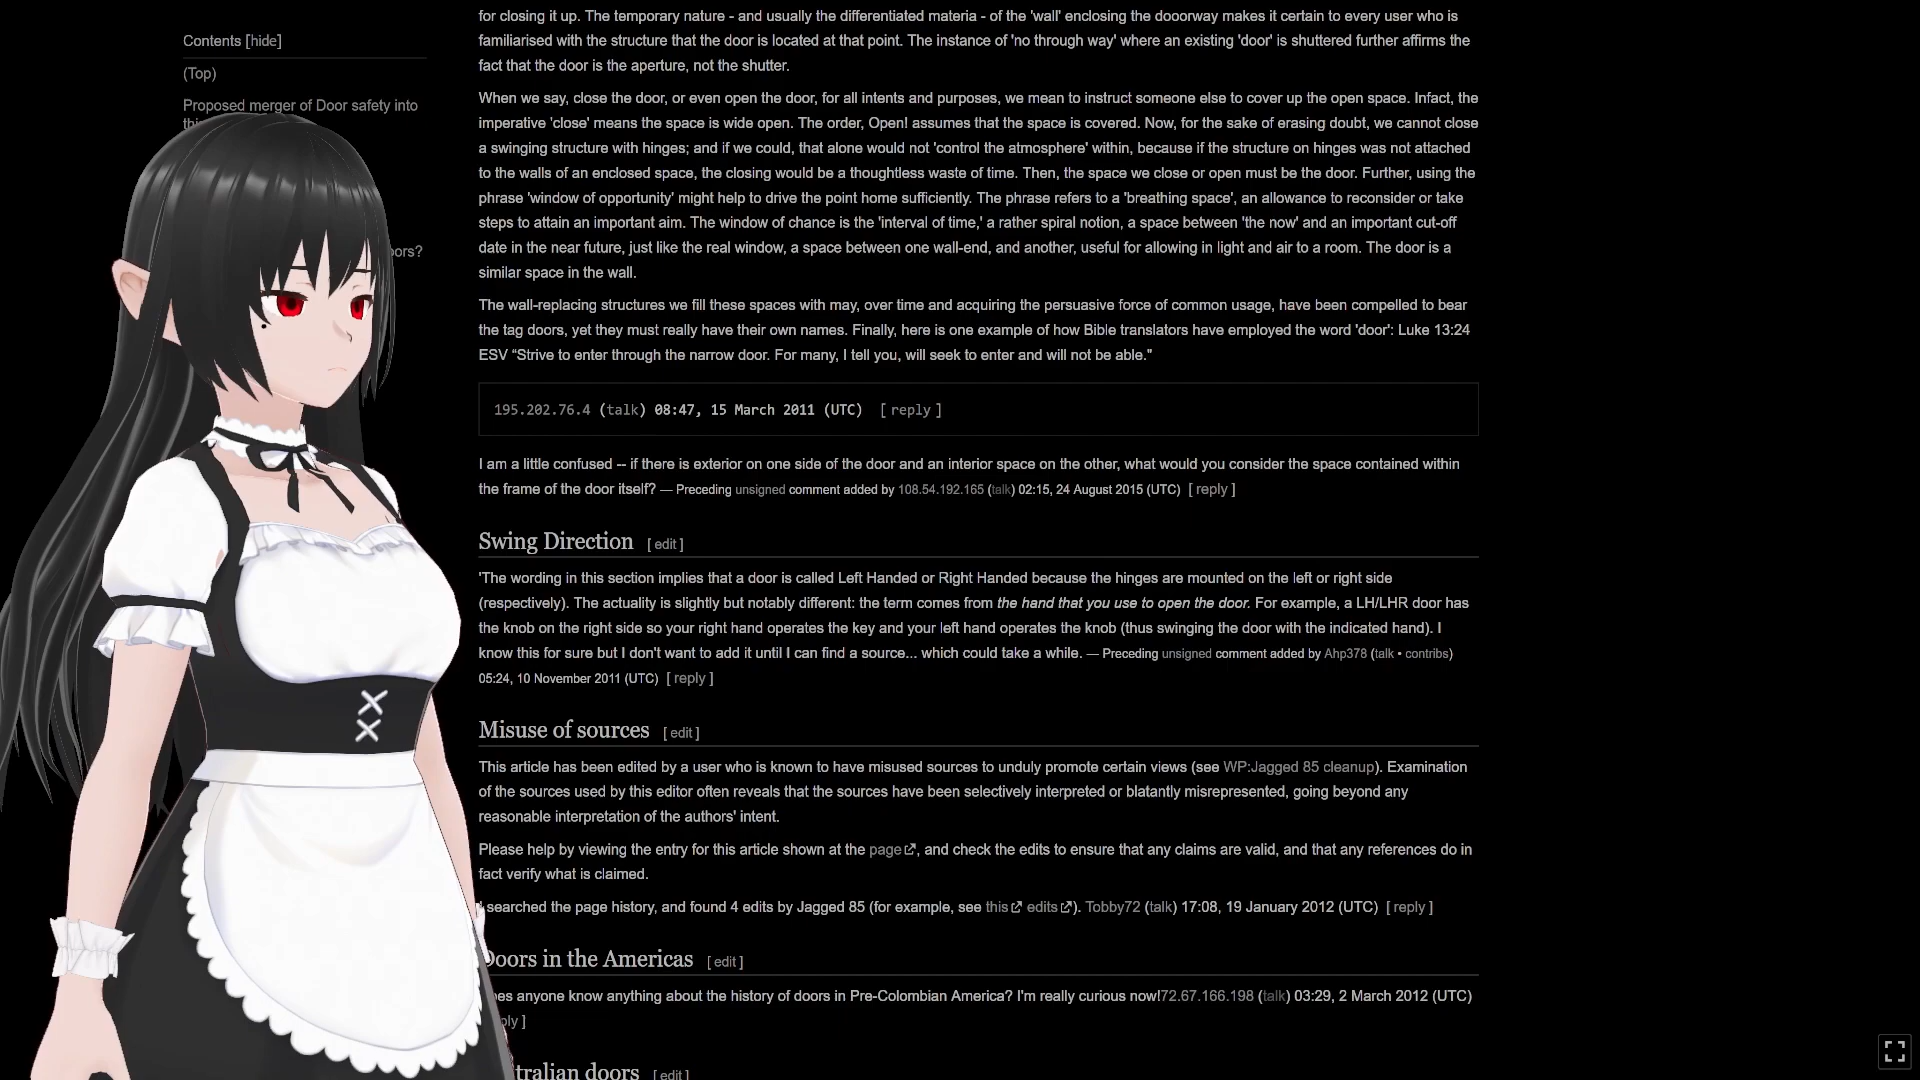 Contents [hide]
(Top)
Proposed merger of Door safety into
for closing it up. The temporary nature - and usually the differentiated materia - of the 'wall' enclosing the dooorway makes it certain to every user who is
familiarised with the structure that the door is located at that point. The instance of 'no through way' where an existing 'door' is shuttered further affirms the
fact that the door is the aperture, not the shutter.
When we say, close the door, or even open the door, for all intents and purposes, we mean to instruct someone else to cover up the open space. Infact, the
imperative 'close' means the space is wide open. The order, Open! assumes that the space is covered. Now, for the sake of erasing doubt, we cannot close
a swinging structure with hinges; and if we could, that alone would not 'control the atmosphere' within, because if the structure on hinges was not attached
to the walls of an enclosed space, the closing would be a thoughtless waste of time. Then, the space we close or open must be the door. Further, using the
phrase 'window of opportunity' might help to drive the point home sufficiently. The phrase refers to a 'breathing space', an allowance to reconsider or take
steps to attain an important aim. The window of chance is the 'interval of time,' a rather spiral notion, a space between 'the now' and an important cut-off
date in the near future, just like the real window, a space between one wall-end, and another, useful for allowing in light and air to a room. The door is a
similar space in the wall.
The wall-replacing structures we fill these spaces with may, over time and acquiring the persuasive force of common usage, have been compelled to bear
the tag doors, yet they must really have their own names. Finally, here is one example of how Bible translators have employed the word 'door': Luke 13:24
ESV “Strive to enter through the narrow door. For many, I tell you, will seek to enter and will not be able."
195.202.76.4 (talk) 08:47, 15 March 2011 (UTC) [ reply ]
I am a little confused -- if there is exterior on one side of the door and an interior space on the other, what would you consider the space contained within
the frame of the door itself? — Preceding unsigned comment added by 108.54.192.165 (talk) 02:15, 24 August 2015 (UTC) [ reply ]
Swing Direction [ edit ]
'The wording in this section implies that a door is called Left Handed or Right Handed because the hinges are mounted on the left or right side
(respectively). The actuality is slightly but notably different: the term comes from the hand that you use to open the door. For example, a LH/LHR door has
the knob on the right side so your right hand operates the key and your left hand operates the knob (thus swinging the door with the indicated hand). I
know this for sure but I don't want to add it until I can find a source... which could take a while. — Preceding unsigned comment added by Ahp378 (talk • contribs)
05:24, 10 November 2011 (UTC) [ reply ]
Misuse of sources [ edit ]
This article has been edited by a user who is known to have misused sources to unduly promote certain views (see WP:Jagged 85 cleanup). Examination
of the sources used by this editor often reveals that the sources have been selectively interpreted or blatantly misrepresented, going beyond any
reasonable interpretation of the authors' intent.
Please help by viewing the entry for this article shown at the page, and check the edits to ensure that any claims are valid, and that any references do in
fact verify what is claimed.
searched the page history, and found 4 edits by Jagged 85 (for example, see this edits). Tobby72 (talk) 17:08, 19 January 2012 (UTC) [ reply ]
Doors in the Americas [ edit ]
anyone know anything about the history of doors in Pre-Colombian America? I'm really curious now!72.67.166.198 (talk) 03:29, 2 March 2012 (UTC)
doors [ edit ]